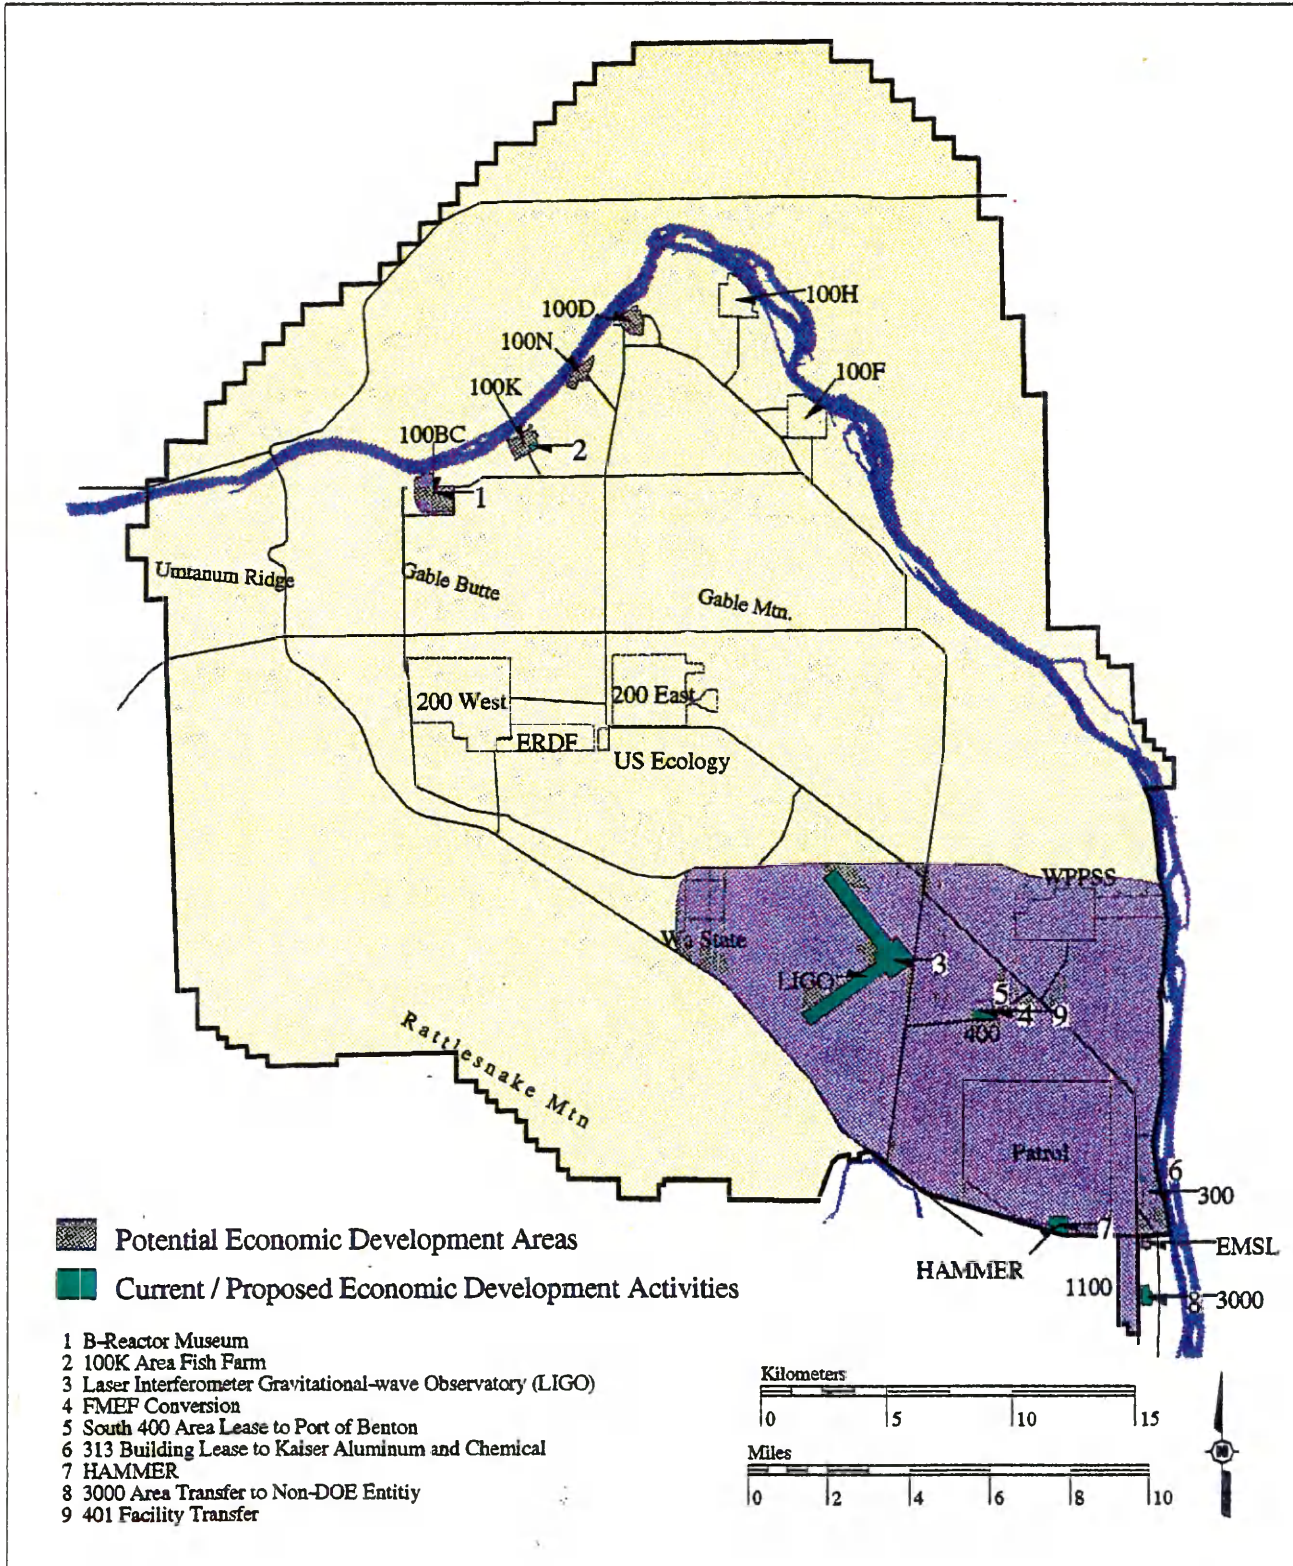 100H
100D
100N
100F
100K
100BC
2
1
Umtanum Ridge
Gable Butte
Gable Mtn.
200 West
200 East
ERDF
US Ecology
WPPSS
Wa State
3
LIGO
5
4
9
400
Rattlesnake Mtn
Patrol
6
300
7
EMSL
HAMMER
1100
8
3000
Potential Economic Development Areas
Current / Proposed Economic Development Activities
1 B-Reactor Museum
2 100K Area Fish Farm
3 Laser Interferometer Gravitational-wave Observatory (LIGO)
4 FMEF Conversion
5 South 400 Area Lease to Port of Benton
6 313 Building Lease to Kaiser Aluminum and Chemical
7 HAMMER
8 3000 Area Transfer to Non-DOE Entitiy
9 401 Facility Transfer
Kilometers
0 5 10 15
Miles
0 2 4 6 8 10
N